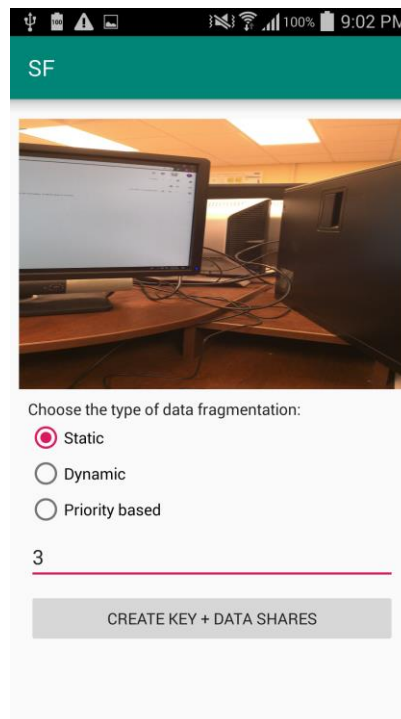 100% 9:02 PM
SF
Choose the type of data fragmentation:
Static
Dynamic
Priority based
3
CREATE KEY + DATA SHARES